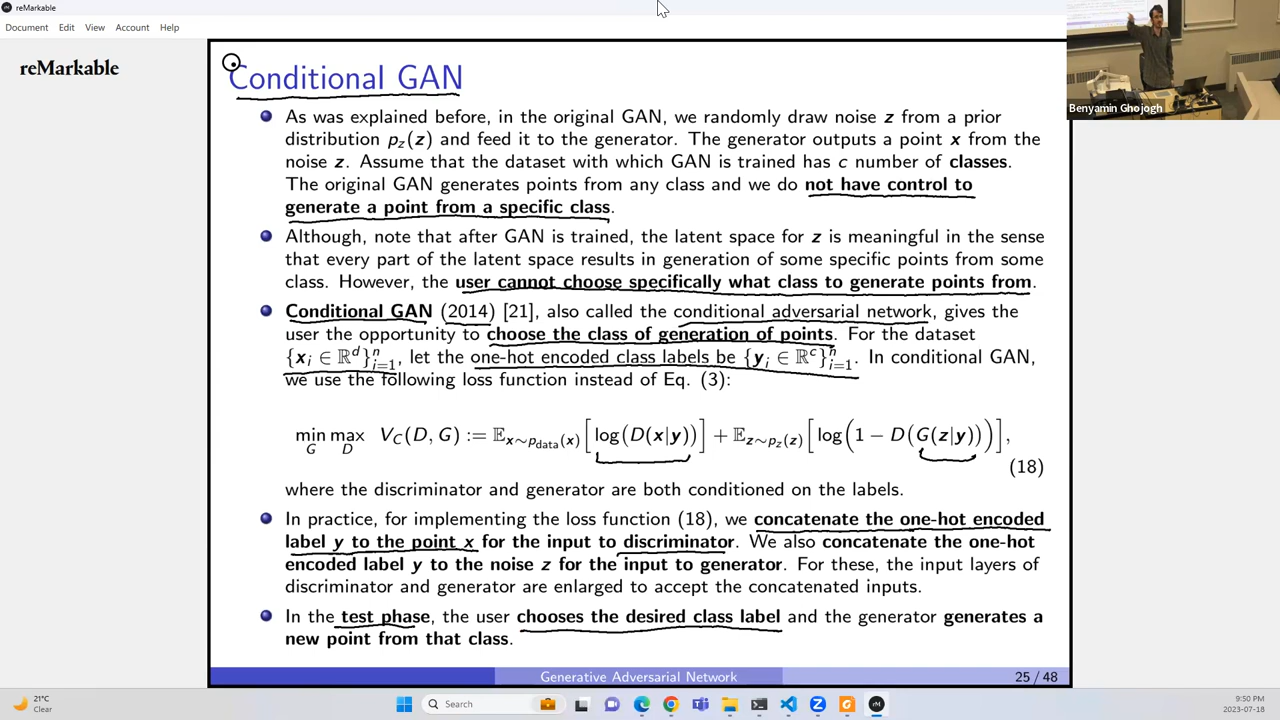 reMarkable
Document Edit View Account Help
reMarkable
Benyamin Ghojogh
Conditional GAN
As was explained before, in the original GAN, we randomly draw noise z from a prior
distribution p_z(z) and feed it to the generator. The generator outputs a point x from the
noise z. Assume that the dataset with which GAN is trained has c number of classes.
The original GAN generates points from any class and we do not have control to
generate a point from a specific class.
Although, note that after GAN is trained, the latent space for z is meaningful in the sense
that every part of the latent space results in generation of some specific points from some
class. However, the user cannot choose specifically what class to generate points from.
Conditional GAN (2014) [21], also called the conditional adversarial network, gives the
user the opportunity to choose the class of generation of points. For the dataset
{x_i ∈ ℝ^d}_{i=1}^n, let the one-hot encoded class labels be {y_i ∈ ℝ^c}_{i=1}^n. In conditional GAN,
we use the following loss function instead of Eq. (3):
min_G max_D V_C(D, G) := 𝔼_{x∼p_data(x)}[log(D(x|y))] + 𝔼_{z∼p_z(z)}[log(1 − D(G(z|y)))],
(18)
where the discriminator and generator are both conditioned on the labels.
In practice, for implementing the loss function (18), we concatenate the one-hot encoded
label y to the point x for the input to discriminator. We also concatenate the one-hot
encoded label y to the noise z for the input to generator. For these, the input layers of
discriminator and generator are enlarged to accept the concatenated inputs.
In the test phase, the user chooses the desired class label and the generator generates a
new point from that class.
Generative Adversarial Network 25 / 48
21°C
Clear
Search
9:50 PM
2023-07-18